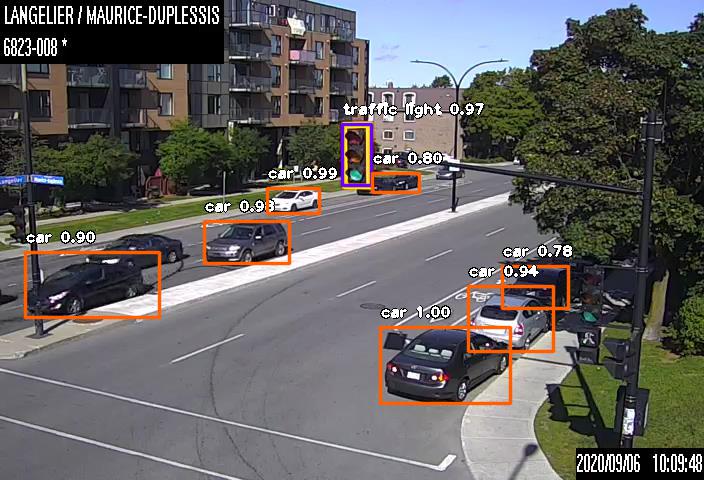 LANGELIER / MAURICE-DUPLESSIS
6823-008 *
traffic light 0.97
car 0.80
car 0.99
car 0.98
car 0.90
car 0.78
car 0.94
car 1.00
2020/09/06 10:09:48